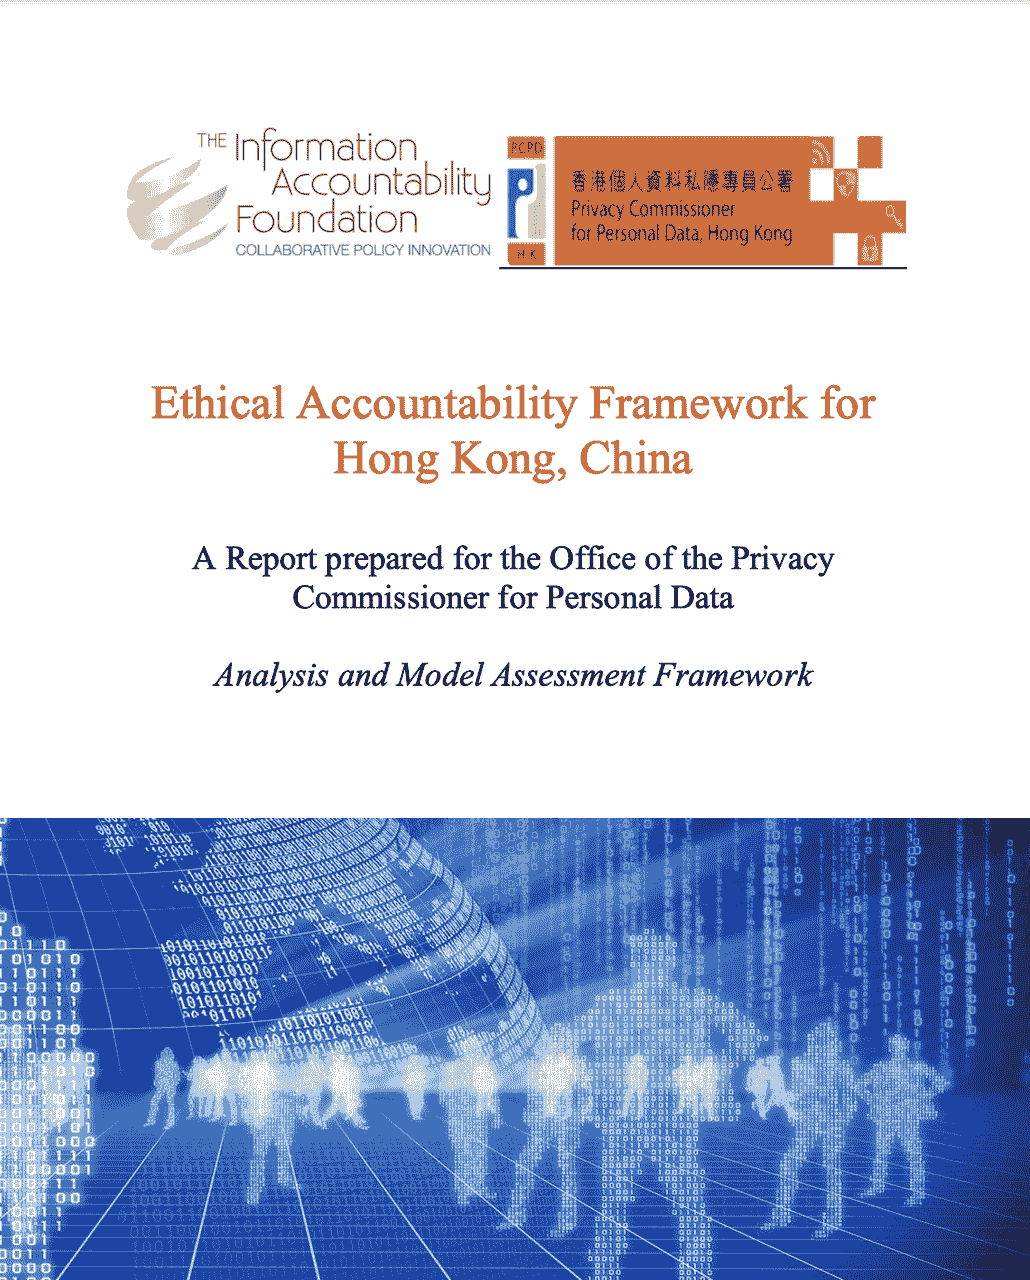 THE Information
Accountability
Foundation
COLLABORATIVE POLICY INNOVATION
PCPD
H K
香港個人資料私隱專員公署
Privacy Commissioner
for Personal Data, Hong Kong
Ethical Accountability Framework for
Hong Kong, China
A Report prepared for the Office of the Privacy
Commissioner for Personal Data
Analysis and Model Assessment Framework